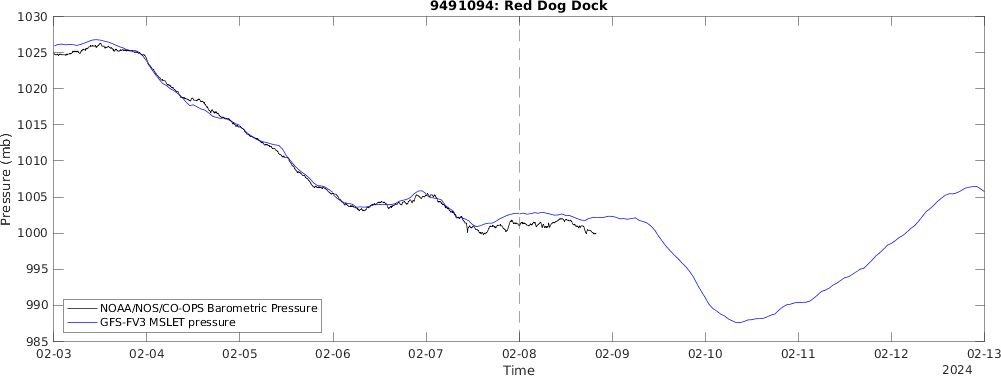 9491094: Red Dog Dock
Pressure (mb)
1030
1025
1020
1015
1010
1005
1000
995
990
985
NOAA/NOS/CO-OPS Barometric Pressure
GFS-FV3 MSLET pressure
02-03 02-04 02-05 02-06 02-07 02-08 02-09 02-10 02-11 02-12 02-13
Time
2024